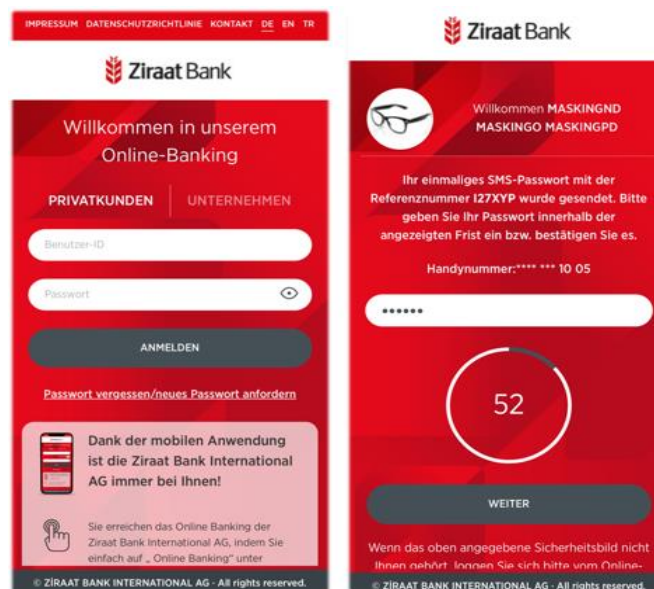 IMPRESSUM DATENSCHUTZRICHTLINIE KONTAKT DE EN TR
Ziraat Bank
Willkommen in unserem
Online-Banking
PRIVATKUNDEN UNTERNEHMEN
Benutzer-ID
Passwort
ANMELDEN
Passwort vergessen/neues Passwort anfordern
Dank der mobilen Anwendung
ist die Ziraat Bank International
AG immer bei Ihnen!
Sie erreichen das Online Banking der
Ziraat Bank International AG, indem Sie
einfach auf „ Online Banking" unter
© ZİRAAT BANK INTERNATIONAL AG - All rights reserved.
Ziraat Bank
Willkommen MASKINGND
MASKINGO MASKINGPD
Ihr einmaliges SMS-Passwort mit der
Referenznummer I27XYP wurde gesendet. Bitte
geben Sie Ihr Passwort innerhalb der
angezeigten Frist ein bzw. bestätigen Sie es.
Handynummer:**** *** 10 05
••••••
52
WEITER
Wenn das oben angegebene Sicherheitsbild nicht
Ihnen gehört, loggen Sie sich bitte vom Online-
© ZİRAAT BANK INTERNATIONAL AG - All rights reserved.